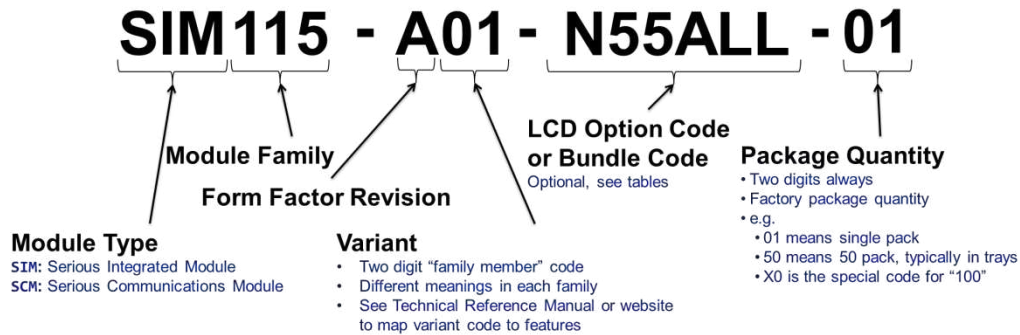 SIM115 - A01 - N55ALL - 01
Module Family
Form Factor Revision
LCD Option Code
or Bundle Code
Optional, see tables
Package Quantity
• Two digits always
• Factory package quantity
• e.g.
• 01 means single pack
• 50 means 50 pack, typically in trays
• X0 is the special code for “100”
Module Type
SIM: Serious Integrated Module
SCM: Serious Communications Module
Variant
• Two digit “family member” code
• Different meanings in each family
• See Technical Reference Manual or website
to map variant code to features